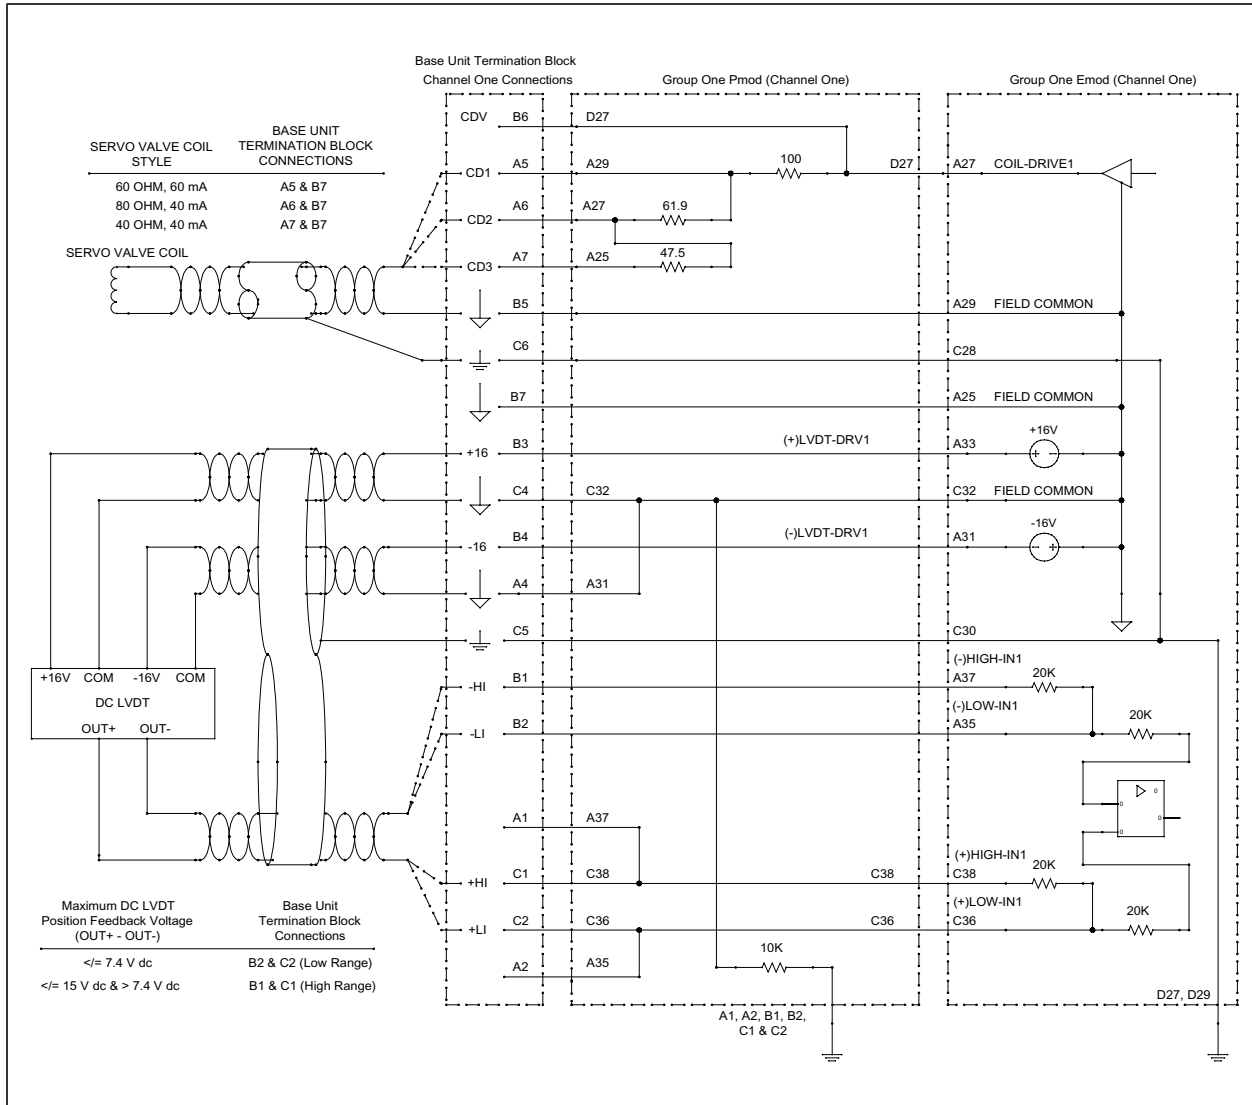 Base Unit Termination Block
Channel One Connections
Group One Pmod (Channel One)
Group One Emod (Channel One)
SERVO VALVE COIL
STYLE
BASE UNIT
TERMINATION BLOCK
CONNECTIONS
60 OHM, 60 mA
A5 & B7
80 OHM, 40 mA
A6 & B7
40 OHM, 40 mA
A7 & B7
SERVO VALVE COIL
CDV
B6
D27
CD1
A5
A29
100
D27
A27
COIL-DRIVE1
CD2
A6
A27
61.9
CD3
A7
A25
47.5
B5
A29
FIELD COMMON
C6
C28
B7
A25
FIELD COMMON
+16
B3
(+)LVDT-DRV1
A33
+16V
+
-
C4
C32
C32
FIELD COMMON
-16
B4
(-)LVDT-DRV1
A31
-16V
-
+
A4
A31
C5
C30
+16V
COM
-16V
COM
DC LVDT
OUT+
OUT-
-HI
B1
(-)HIGH-IN1
A37
20K
-LI
B2
(-)LOW-IN1
A35
20K
0
0
0
0
A1
A37
+HI
C1
C38
C38
(+)HIGH-IN1
C38
20K
+LI
C2
C36
C36
(+)LOW-IN1
C36
20K
A2
A35
10K
Maximum DC LVDT
Position Feedback Voltage
(OUT+ - OUT-)
Base Unit
Termination Block
Connections
</= 7.4 V dc
B2 & C2 (Low Range)
</= 15 V dc & > 7.4 V dc
B1 & C1 (High Range)
A1, A2, B1, B2,
C1 & C2
D27, D29